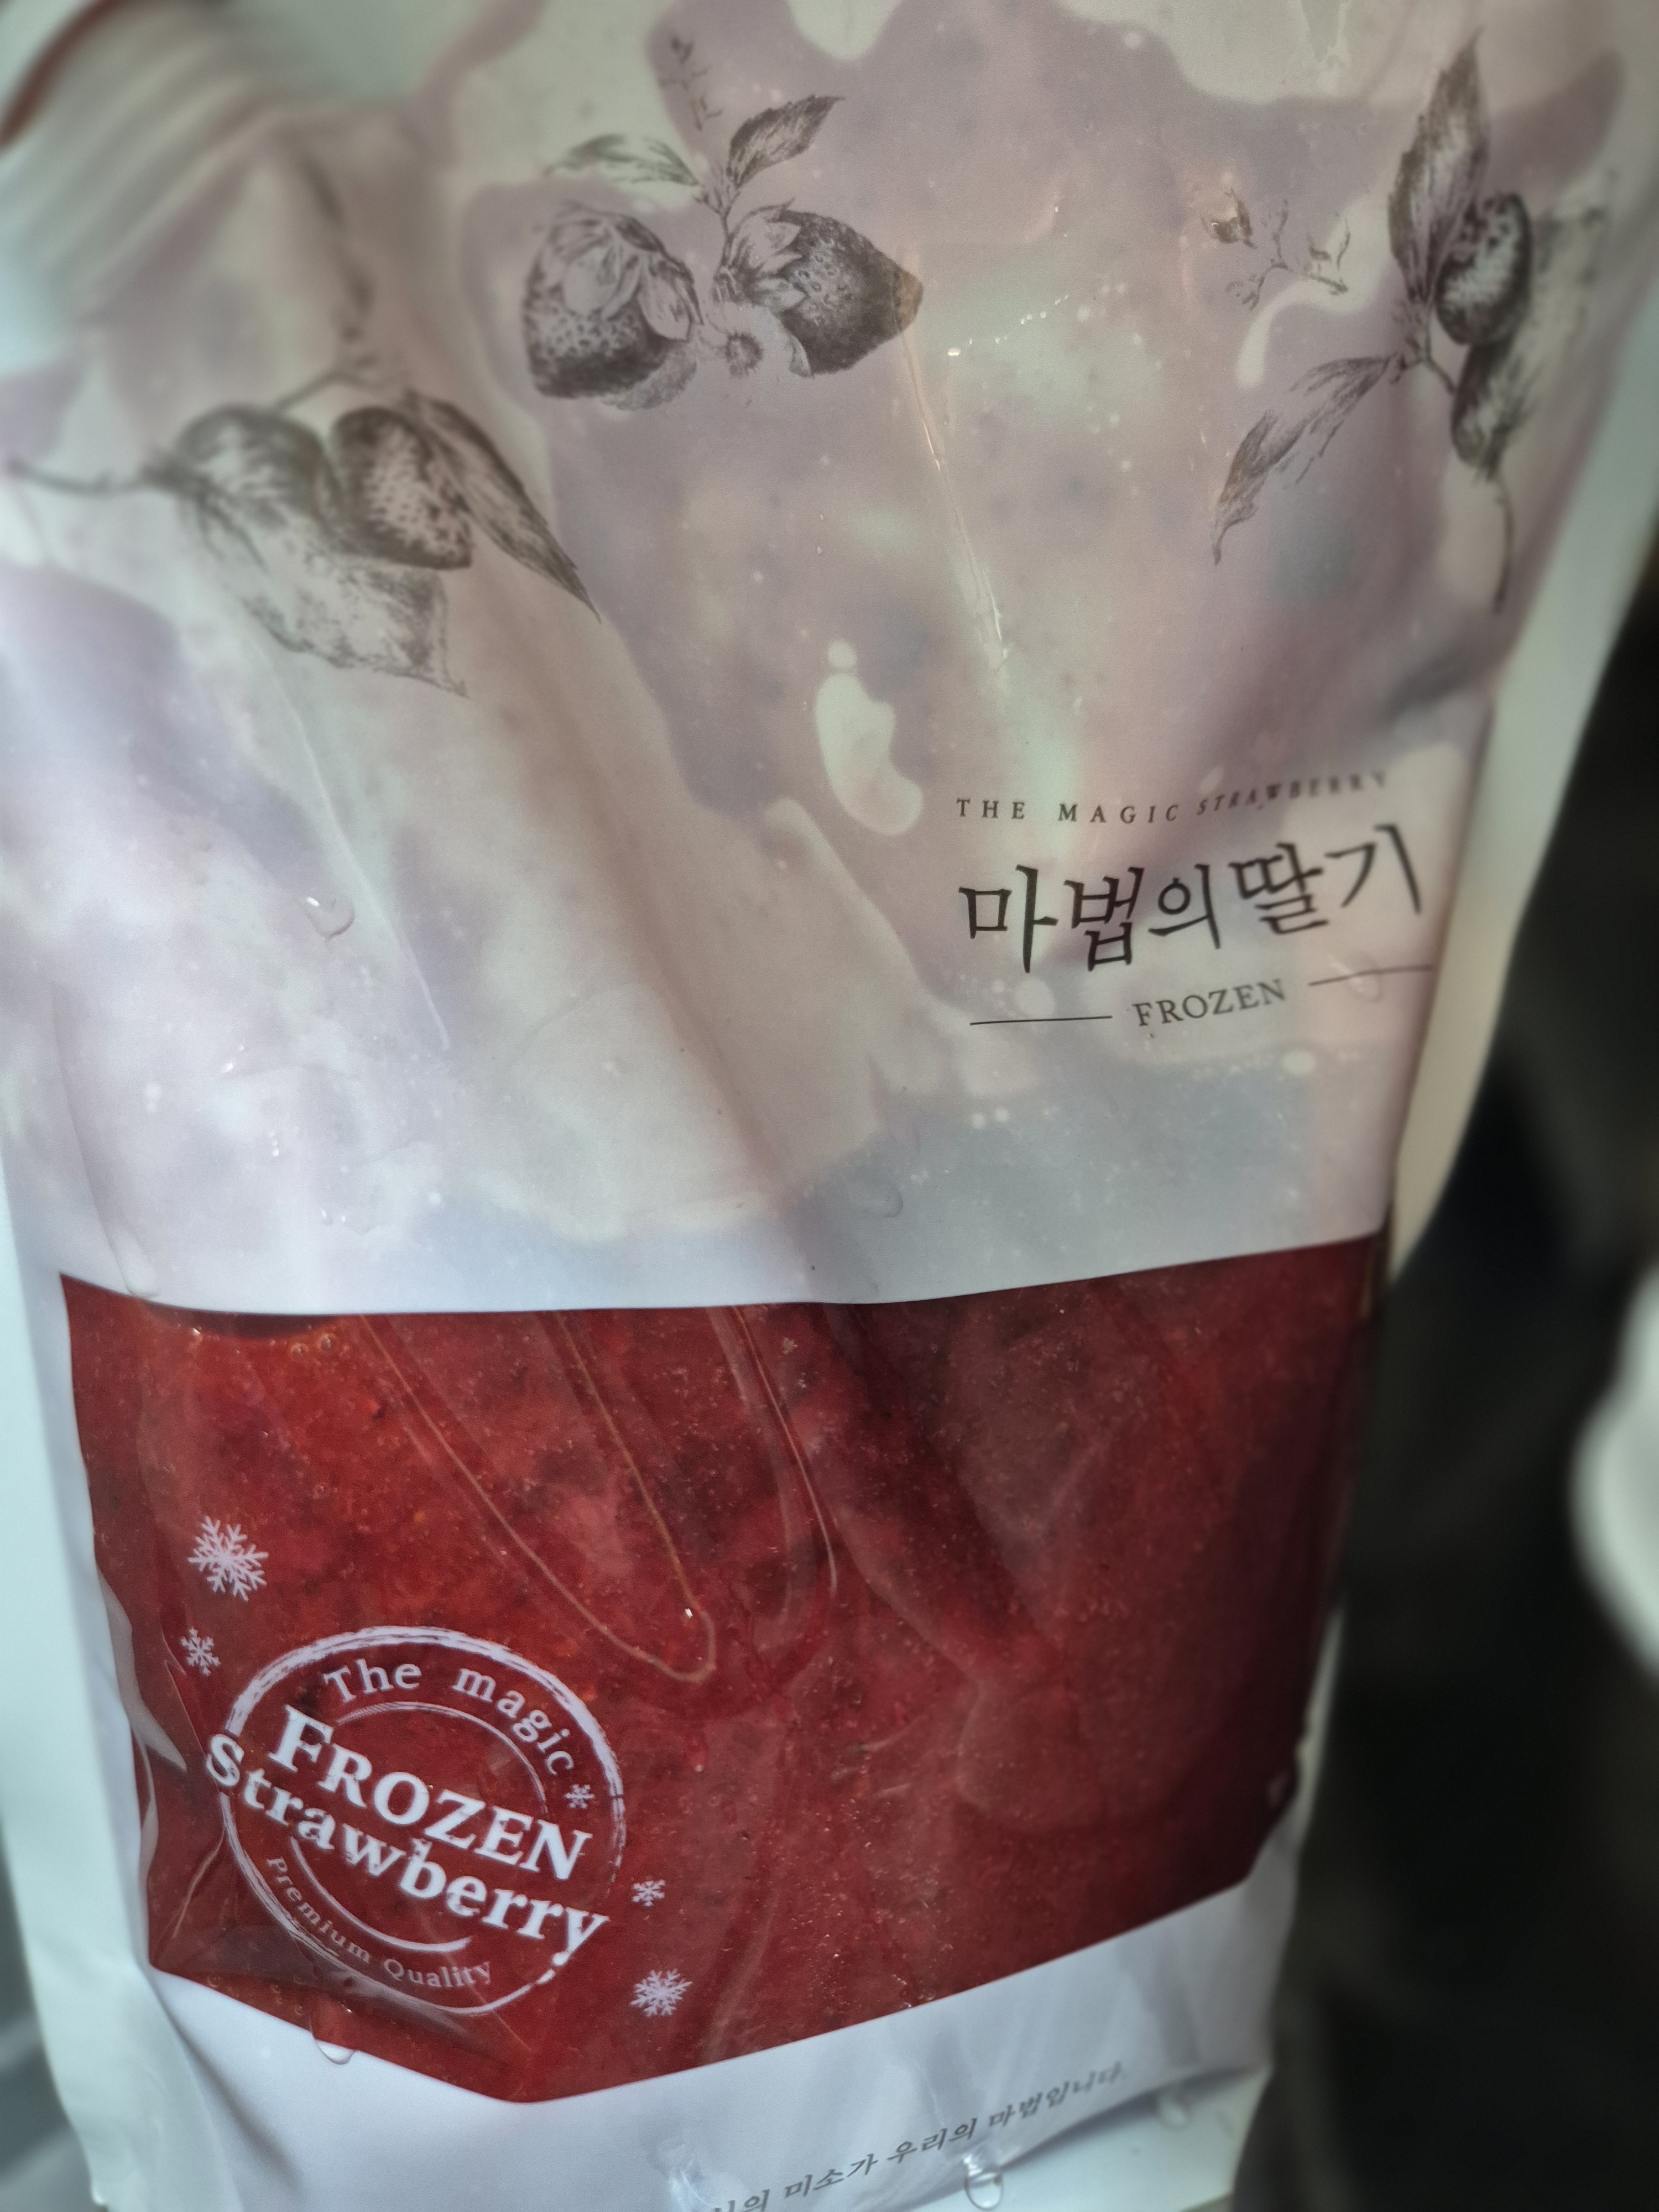 THE MAGIC STRAWBERRY
마법의딸기
FROZEN
The magic
FROZEN
Strawberry
Premium Quality
미소가 우리의 마법입니다.